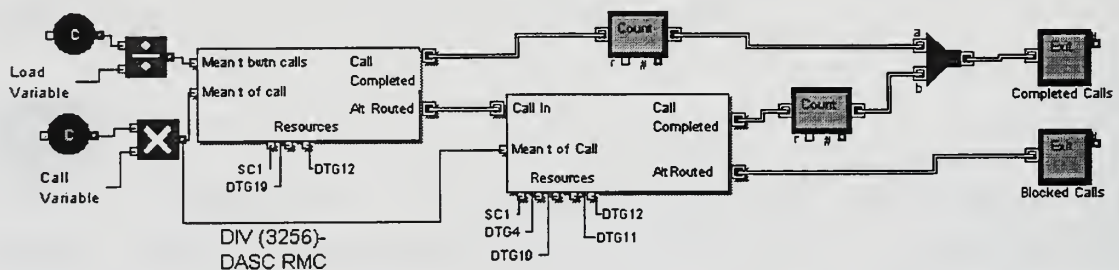 C
Load
Variable
C
Call
Variable
Mean t bwtn calls
Mean t of call
Call
Completed
Alt Routed
Resources
SC1
DTG19
DTG12
Count
r #
Call In
Mean t of Call
Call
Completed
Alt Routed
Resources
SC1
DTG4
DTG10
DTG11
DTG12
Count
r #
a
b
Exit
#
Completed Calls
Exit
#
Blocked Calls
DIV (3256)-
DASC RMC